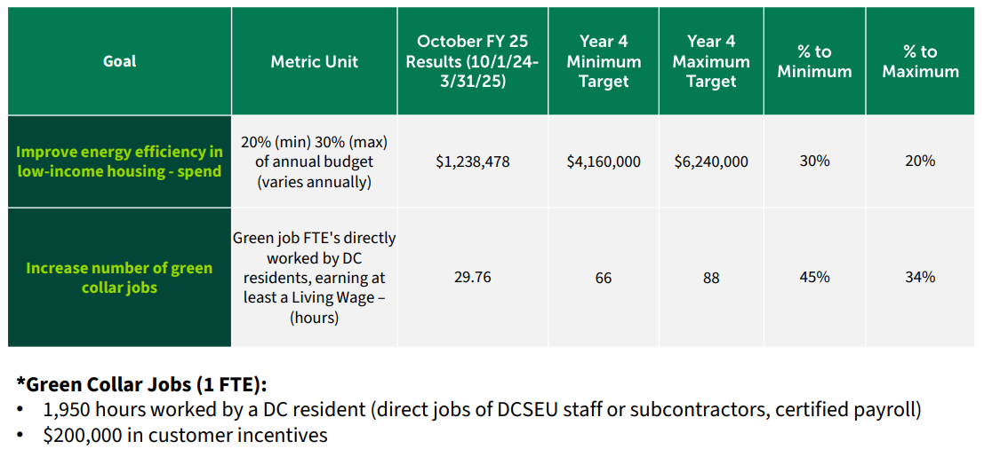 Goal
Metric Unit
October FY 25
Results (10/1/24-
3/31/25)
Year 4
Minimum
Target
Year 4
Maximum
Target
% to
Minimum
% to
Maximum
Improve energy efficiency in
low-income housing - spend
20% (min) 30% (max)
of annual budget
(varies annually)
$1,238,478
$4,160,000
$6,240,000
30%
20%
Increase number of green
collar jobs
Green job FTE's directly
worked by DC
residents, earning at
least a Living Wage –
(hours)
29.76
66
88
45%
34%
*Green Collar Jobs (1 FTE):
• 1,950 hours worked by a DC resident (direct jobs of DCSEU staff or subcontractors, certified payroll)
• $200,000 in customer incentives